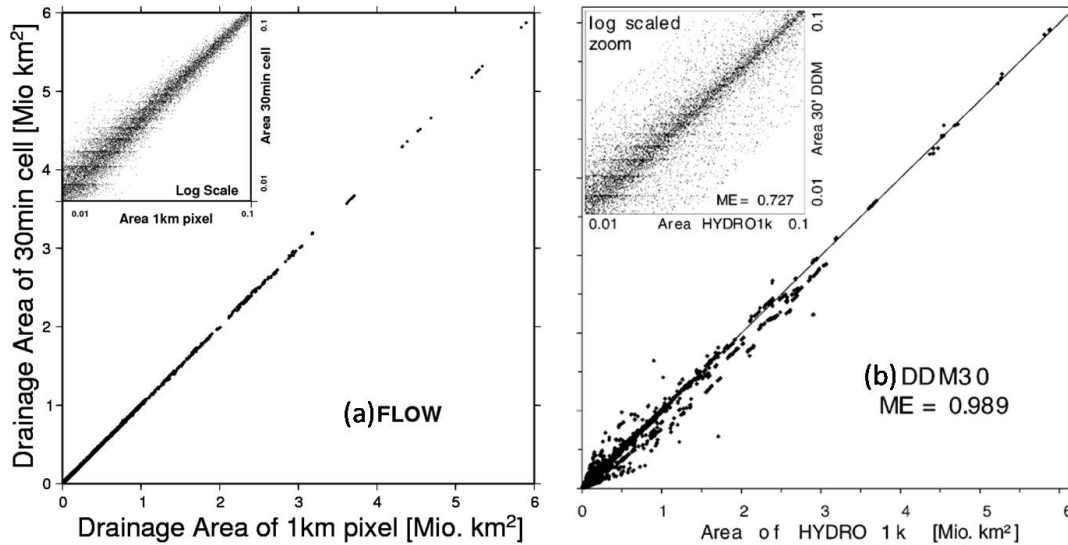 Drainage Area of 30min cell [Mio km²]
6
5
4
3
2
1
0
0.1
Area 30min cell
0.01
Log Scale
0.01
0.1
Area 1km pixel
(a)FLOW
0 1 2 3 4 5 6
Drainage Area of 1km pixel [Mio. km²]
log scaled
zoom
0.1
Area 30' DDM
0.01
ME = 0.727
0.01 Area HYDRO1k 0.1
(b) DDM30
ME = 0.989
0 1 2 3 4 5 6
Area of HYDRO 1k [Mio. km²]